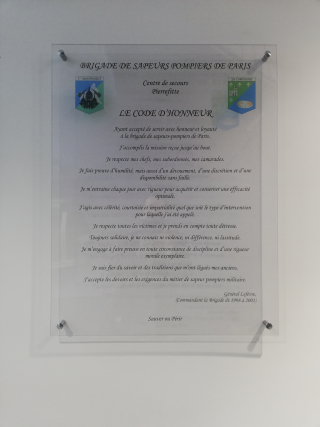 BRIGADE DE SAPEURS POMPIERS DE PARIS
Centre de secours
Pierrefitte
LE CODE D'HONNEUR
Ayant accepté de servir avec honneur et loyauté
à la brigade de sapeurs-pompiers de Paris.
J'accomplis la mission reçue jusqu'au bout.
Je respecte mes chefs, mes subordonnés, mes camarades.
Je fais preuve d'humilité, mais aussi d'un dévouement, d'une discrétion et d'une
disponibilité sans faille.
Je m'entraîne chaque jour avec rigueur pour acquérir et conserver une efficacité
optimale.
J'agis avec célérité, courtoisie et impartialité quel que soit le type d'intervention
pour laquelle j'ai été appelé.
Je respecte toutes les victimes et je prends en compte toute détresse.
Toujours solidaire, je ne connais ni violence, ni différence, ni lassitude.
Je m'engage à faire preuve en toute circonstance de discipline et d'une rigueur
morale exemplaire.
Je suis fier du savoir et des traditions que m'ont légués mes anciens.
J'accepte les devoirs et les exigences du métier de sapeur-pompier militaire.
Général Lefèvre,
(Commandant la Brigade de 1998 à 2002)
Sauver ou Périr